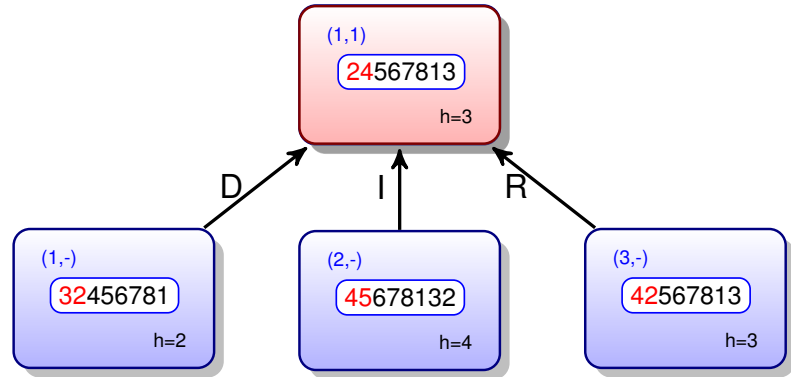 (1,1)
24567813
h=3
D
I
R
(1,-)
32456781
h=2
(2,-)
45678132
h=4
(3,-)
42567813
h=3